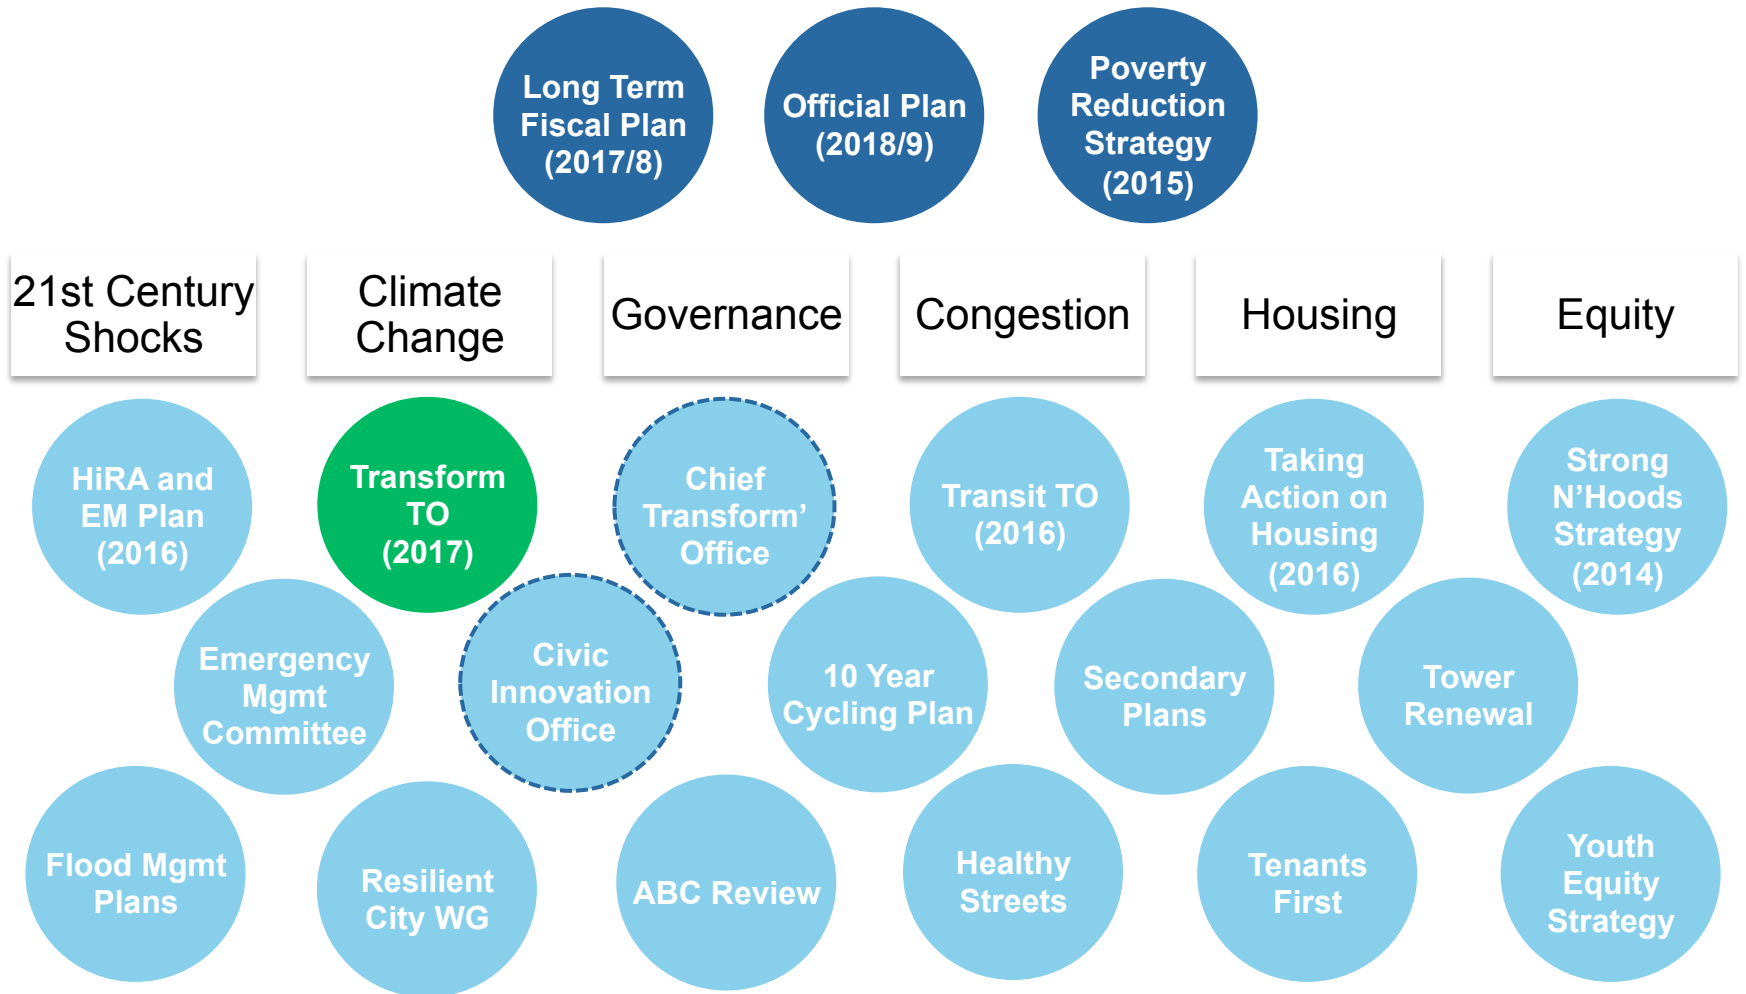 Long Term
Fiscal Plan
(2017/8)
Official Plan
(2018/9)
Poverty
Reduction
Strategy
(2015)
21st Century
Shocks
Climate
Change
Governance
Congestion
Housing
Equity
HiRA and
EM Plan
(2016)
Transform
TO
(2017)
Chief
Transform’
Office
Transit TO
(2016)
Taking
Action on
Housing
(2016)
Strong
N’Hoods
Strategy
(2014)
Emergency
Mgmt
Committee
Civic
Innovation
Office
10 Year
Cycling Plan
Secondary
Plans
Tower
Renewal
Flood Mgmt
Plans
Resilient
City WG
ABC Review
Healthy
Streets
Tenants
First
Youth
Equity
Strategy